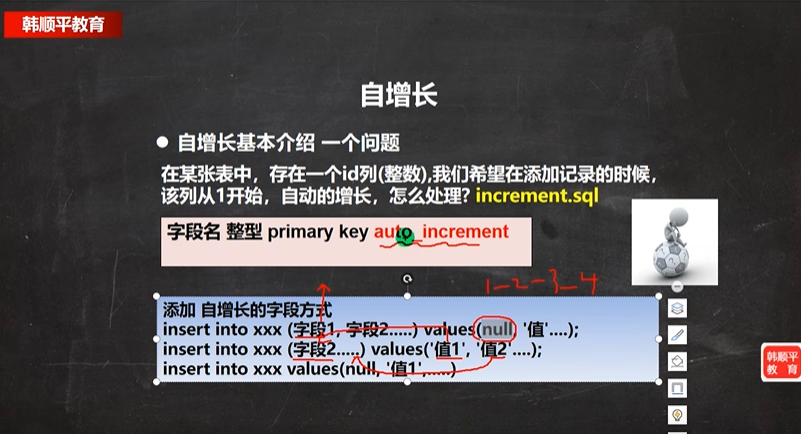 韩顺平教育
自增长
自增长基本介绍 一个问题
在某张表中，存在一个id列(整数),我们希望在添加记录的时候，
该列从1开始，自动的增长，怎么处理? increment.sql
字段名 整型 primary key auto_increment
1-2-3-4
添加 自增长的字段方式
insert into xxx (字段1, 字段2.....) values(null, '值'....);
insert into xxx (字段2.....) values('值1', '值2'....);
insert into xxx values(null, '值1',.....)
韩顺平
教 育